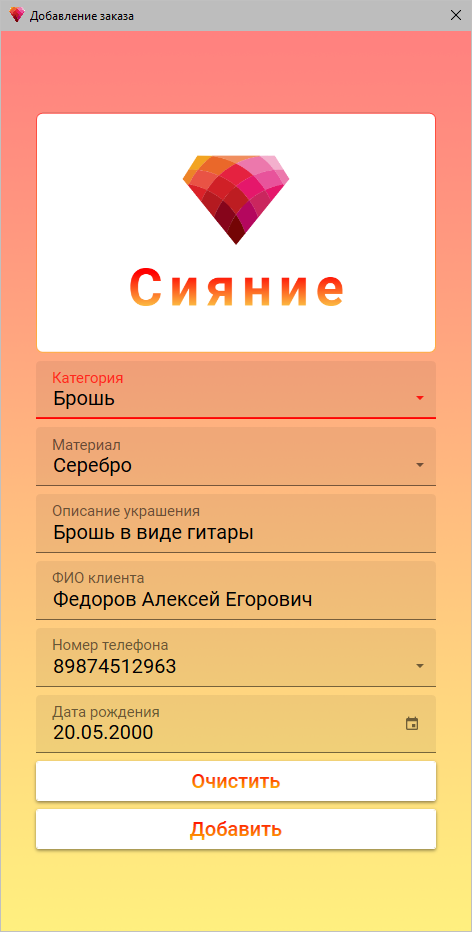 Добавление заказа
Сияние
Категория
Брошь
Материал
Серебро
Описание украшения
Брошь в виде гитары
ФИО клиента
Федоров Алексей Егорович
Номер телефона
89874512963
Дата рождения
20.05.2000
Очистить
Добавить